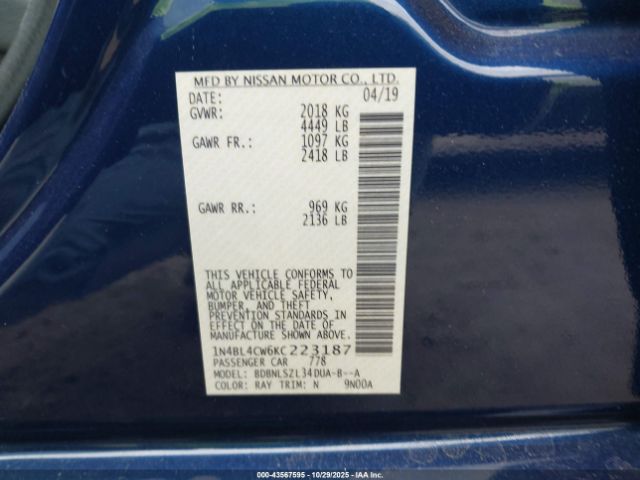 MFD BY NISSAN MOTOR CO., LTD.
DATE: 04/19
GVWR: 2018 KG
4449 LB
GAWR FR.: 1097 KG
2418 LB
GAWR RR.: 969 KG
2136 LB
THIS VEHICLE CONFORMS TO
ALL APPLICABLE FEDERAL
MOTOR VEHICLE SAFETY,
BUMPER, AND THEFT
PREVENTION STANDARDS IN
EFFECT ON THE DATE OF
MANUFACTURE SHOWN ABOVE.
1N4BL4CW6KC223187
PASSENGER CAR 778
MODEL: BDBNLSZL34DUA-B--A
COLOR: RAY TRIM: N 9N00A
© IAA 000-43567595 | 10/29/2025 | IAAI.COM